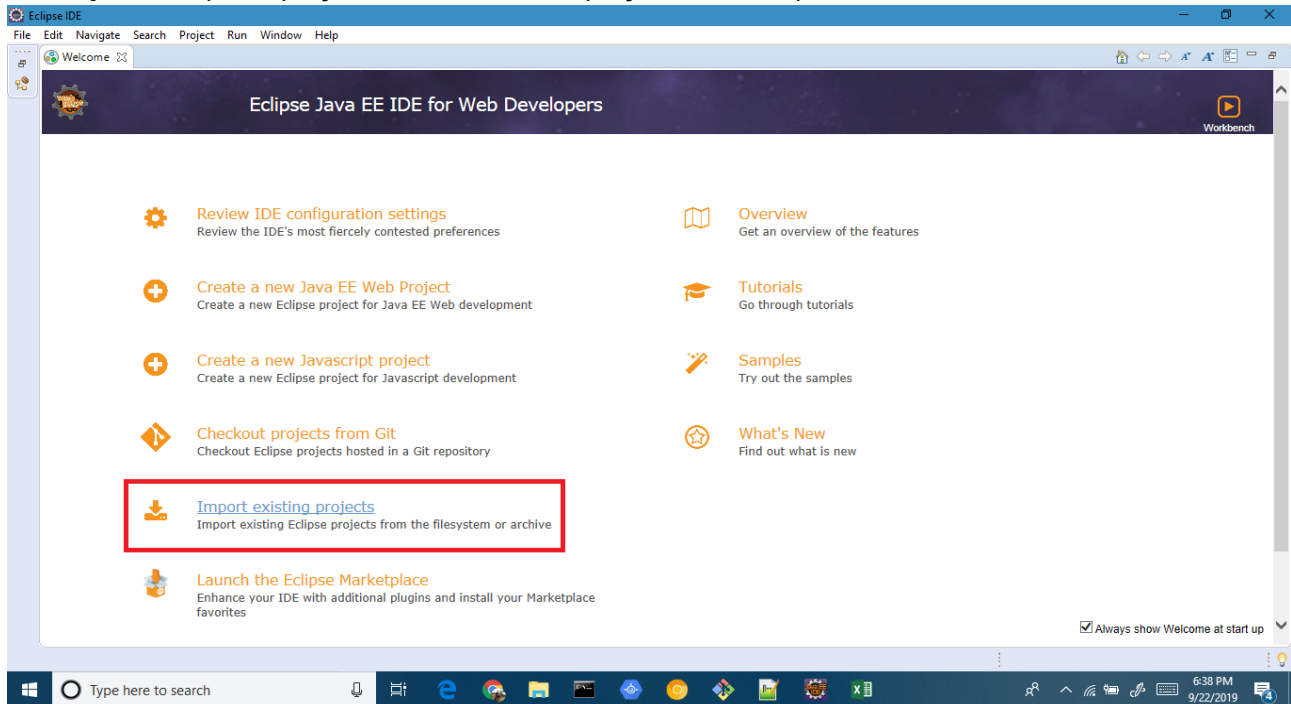 Eclipse IDE
File Edit Navigate Search Project Run Window Help
Welcome
Eclipse Java EE IDE for Web Developers
Workbench
Review IDE configuration settings
Review the IDE's most fiercely contested preferences
Overview
Get an overview of the features
Create a new Java EE Web Project
Create a new Eclipse project for Java EE Web development
Tutorials
Go through tutorials
Create a new Javascript project
Create a new Eclipse project for Javascript development
Samples
Try out the samples
Checkout projects from Git
Checkout Eclipse projects hosted in a Git repository
What's New
Find out what is new
Import existing projects
Import existing Eclipse projects from the filesystem or archive
Launch the Eclipse Marketplace
Enhance your IDE with additional plugins and install your Marketplace
favorites
Always show Welcome at start up
Type here to search
6:38 PM
9/22/2019
4